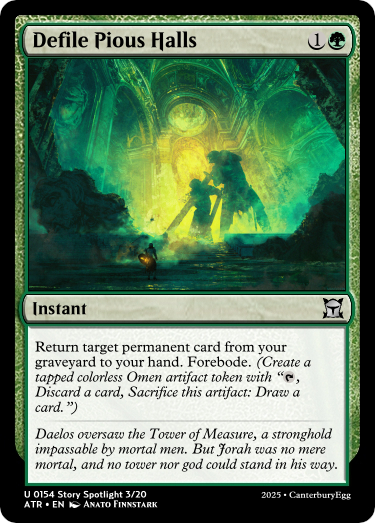 Defile Pious Halls 1
Instant
Return target permanent card from your
graveyard to your hand. Forebode. (Create a
tapped colorless Omen artifact token with “,
Discard a card, Sacrifice this artifact: Draw a
card.”)
Daelos oversaw the Tower of Measure, a stronghold
impassable by mortal men. But Jorah was no mere
mortal, and no tower nor god could stand in his way.
U 0154 Story Spotlight 3/20
ATR • EN Anato Finnstark
2025 • CanterburyEgg